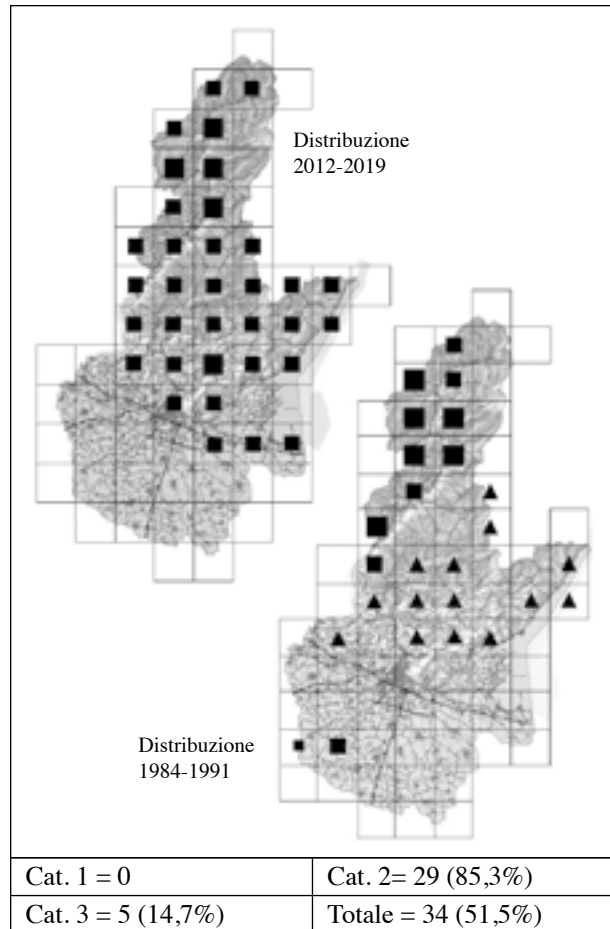 Distribuzione
2012-2019
Distribuzione
1984-1991
Cat. 1 = 0
Cat. 2= 29 (85,3%)
Cat. 3 = 5 (14,7%)
Totale = 34 (51,5%)